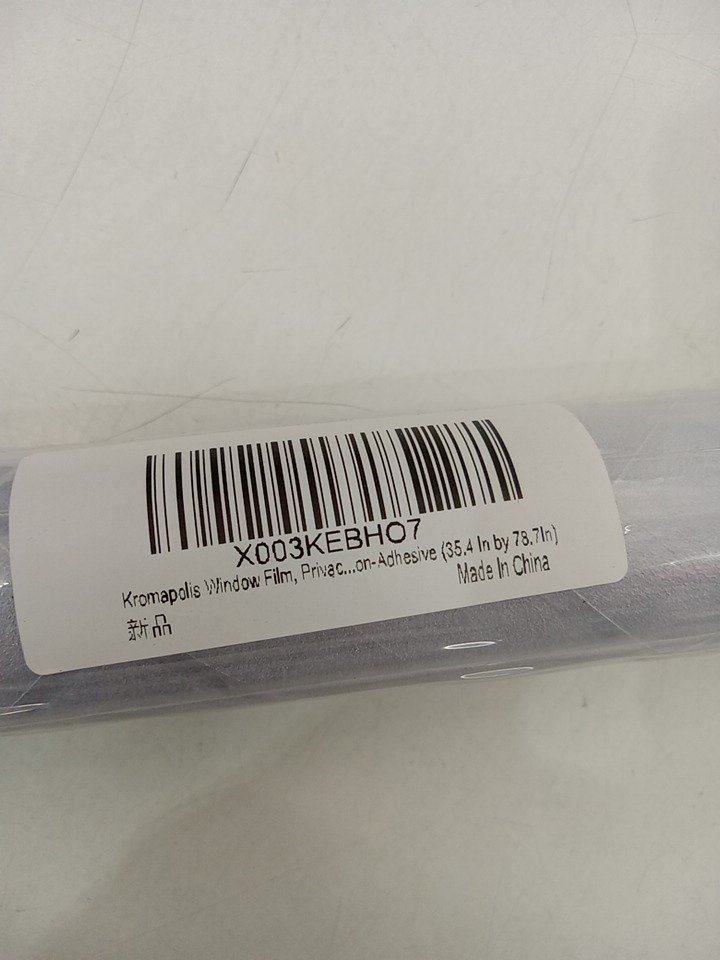 X003KEBHO7
Kromapolis Window Film, Privac...on-Adhesive (35.4 In by 78.7In)
Made In China
新品